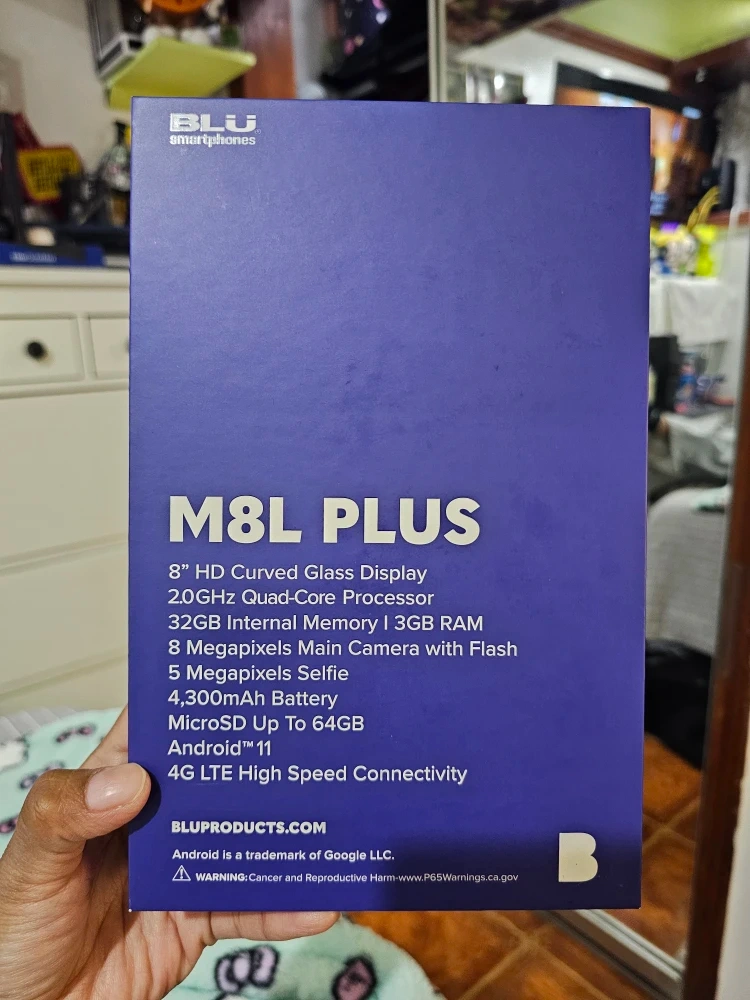 BLU
smartphones
M8L PLUS
8” HD Curved Glass Display
2.0GHz Quad-Core Processor
32GB Internal Memory | 3GB RAM
8 Megapixels Main Camera with Flash
5 Megapixels Selfie
4,300mAh Battery
MicroSD Up To 64GB
Android™ 11
4G LTE High Speed Connectivity
BLUPRODUCTS.COM
Android is a trademark of Google LLC.
⚠ WARNING: Cancer and Reproductive Harm-www.P65Warnings.ca.gov
B